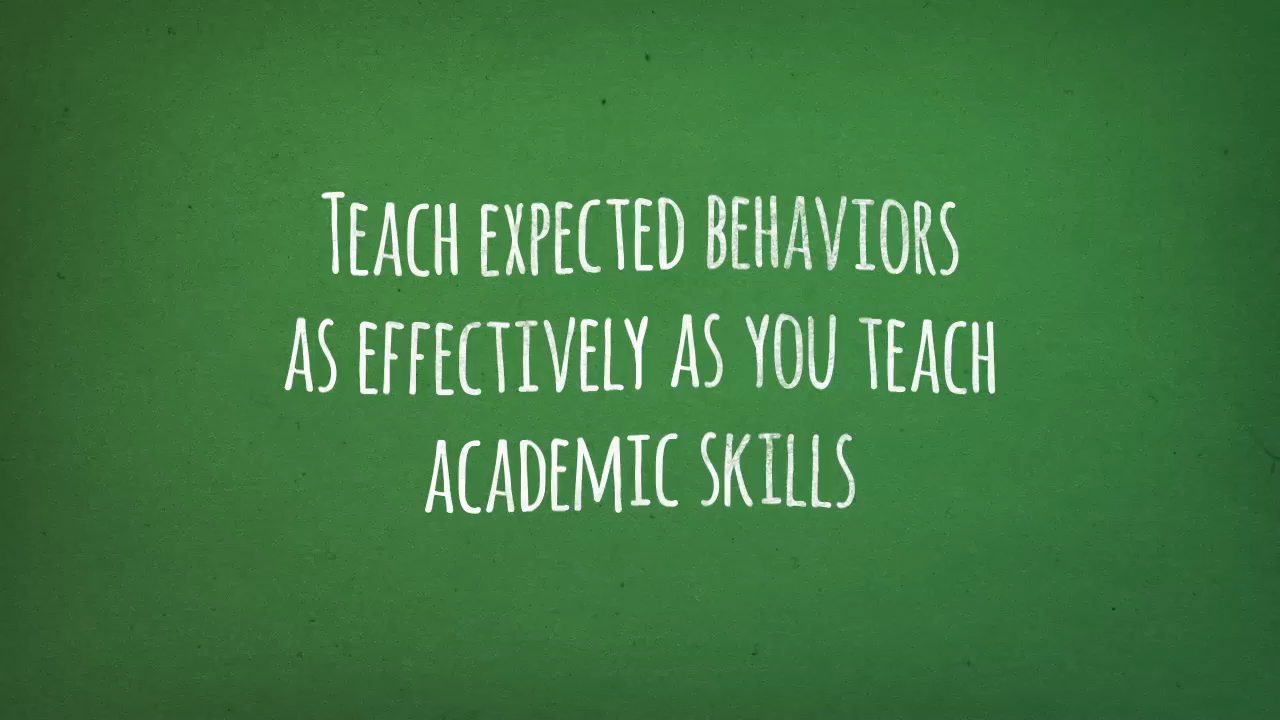 Teach expected behaviors
as effectively as you teach
academic skills